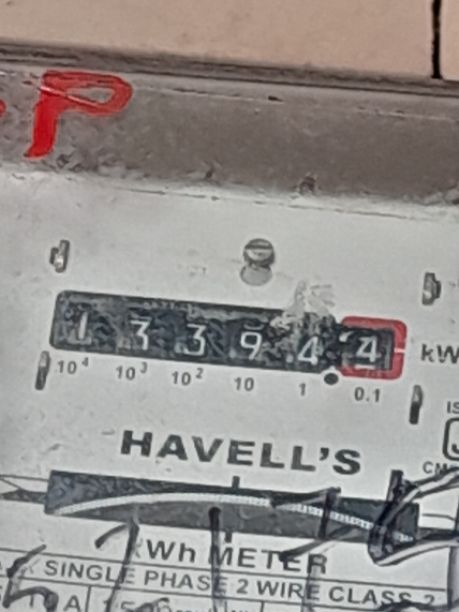 P
1 3 3 9 4 4 kW
10⁴ 10³ 10² 10 1 0.1
HAVELL'S
kWh METER
SINGLE PHASE 2 WIRE CLASS 2